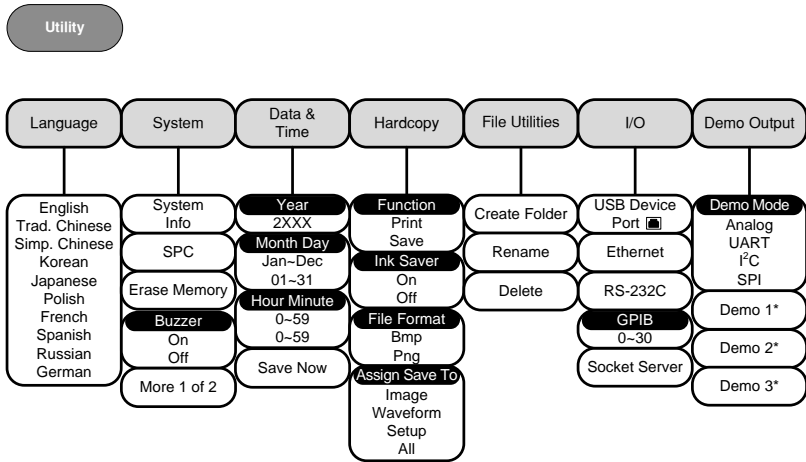 Utility
Language
System
Data &
Time
Hardcopy
File Utilities
I/O
Demo Output
English
Trad. Chinese
Simp. Chinese
Korean
Japanese
Polish
French
Spanish
Russian
German
System
Info
SPC
Erase Memory
Buzzer
On
Off
More 1 of 2
Year
2XXX
Month Day
Jan~Dec
01~31
Hour Minute
0~59
0~59
Save Now
Function
Print
Save
Ink Saver
On
Off
File Format
Bmp
Png
Assign Save To
Image
Waveform
Setup
All
Create Folder
Rename
Delete
USB Device
Port
Ethernet
RS-232C
GPIB
0~30
Socket Server
Demo Mode
Analog
UART
I²C
SPI
Demo 1*
Demo 2*
Demo 3*